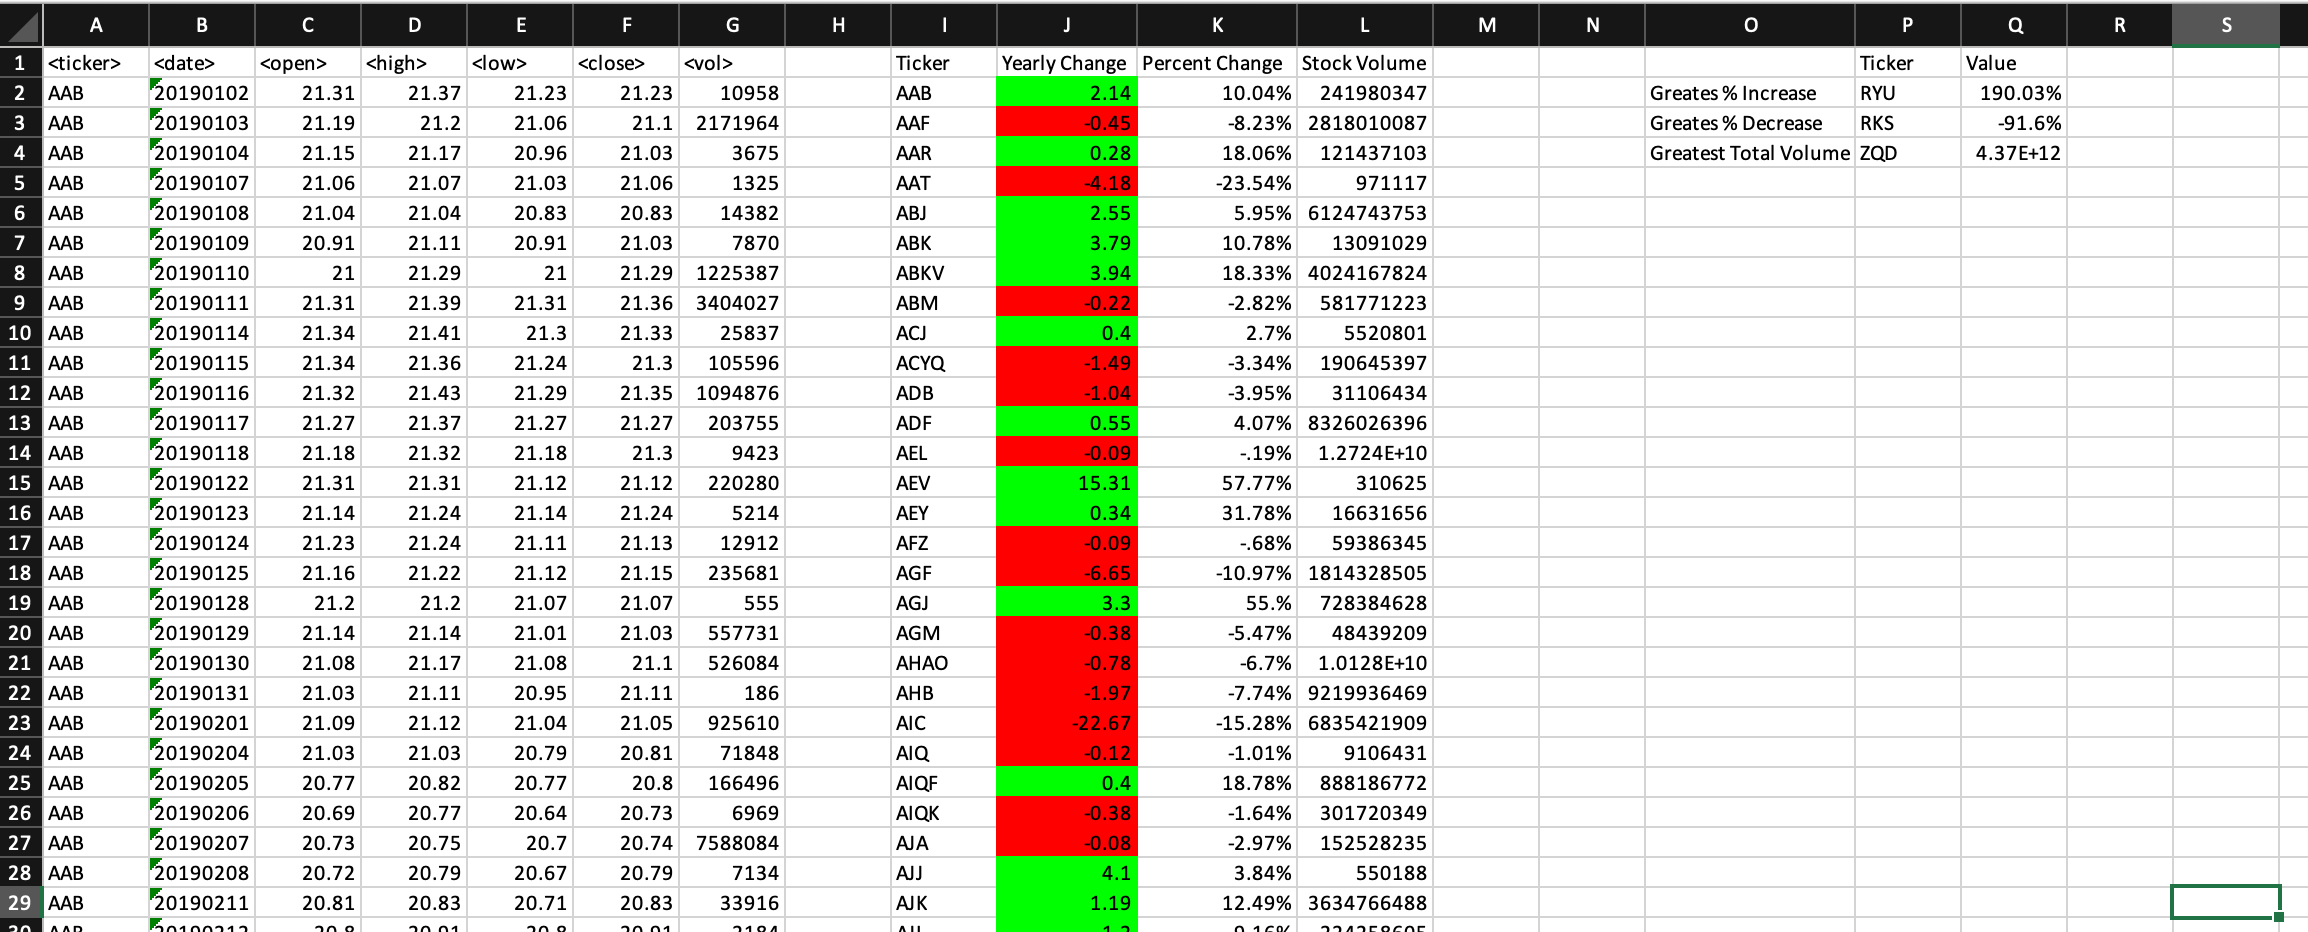 A B C D E F G H I J K L M N O P Q R S
1 <ticker> <date> <open> <high> <low> <close> <vol> Ticker Yearly Change Percent Change Stock Volume Ticker Value
2 AAB 20190102 21.31 21.37 21.23 21.23 10958 AAB 2.14 10.04% 241980347 Greates % Increase RYU 190.03%
3 AAB 20190103 21.19 21.2 21.06 21.1 2171964 AAF -0.45 -8.23% 2818010087 Greates % Decrease RKS -91.6%
4 AAB 20190104 21.15 21.17 20.96 21.03 3675 AAR 0.28 18.06% 121437103 Greatest Total Volume ZQD 4.37E+12
5 AAB 20190107 21.06 21.07 21.03 21.06 1325 AAT -4.18 -23.54% 971117
6 AAB 20190108 21.04 21.04 20.83 20.83 14382 ABJ 2.55 5.95% 6124743753
7 AAB 20190109 20.91 21.11 20.91 21.03 7870 ABK 3.79 10.78% 13091029
8 AAB 20190110 21 21.29 21 21.29 1225387 ABKV 3.94 18.33% 4024167824
9 AAB 20190111 21.31 21.39 21.31 21.36 3404027 ABM -0.22 -2.82% 581771223
10 AAB 20190114 21.34 21.41 21.3 21.33 25837 ACJ 0.4 2.7% 5520801
11 AAB 20190115 21.34 21.36 21.24 21.3 105596 ACYQ -1.49 -3.34% 190645397
12 AAB 20190116 21.32 21.43 21.29 21.35 1094876 ADB -1.04 -3.95% 31106434
13 AAB 20190117 21.27 21.37 21.27 21.27 203755 ADF 0.55 4.07% 8326026396
14 AAB 20190118 21.18 21.32 21.18 21.3 9423 AEL -0.09 -.19% 1.2724E+10
15 AAB 20190122 21.31 21.31 21.12 21.12 220280 AEV 15.31 57.77% 310625
16 AAB 20190123 21.14 21.24 21.14 21.24 5214 AEY 0.34 31.78% 16631656
17 AAB 20190124 21.23 21.24 21.11 21.13 12912 AFZ -0.09 -.68% 59386345
18 AAB 20190125 21.16 21.22 21.12 21.15 235681 AGF -6.65 -10.97% 1814328505
19 AAB 20190128 21.2 21.2 21.07 21.07 555 AGJ 3.3 55.% 728384628
20 AAB 20190129 21.14 21.14 21.01 21.03 557731 AGM -0.38 -5.47% 48439209
21 AAB 20190130 21.08 21.17 21.08 21.1 526084 AHAO -0.78 -6.7% 1.0128E+10
22 AAB 20190131 21.03 21.11 20.95 21.11 186 AHB -1.97 -7.74% 9219936469
23 AAB 20190201 21.09 21.12 21.04 21.05 925610 AIC -22.67 -15.28% 6835421909
24 AAB 20190204 21.03 21.03 20.79 20.81 71848 AIQ -0.12 -1.01% 9106431
25 AAB 20190205 20.77 20.82 20.77 20.8 166496 AIQF 0.4 18.78% 888186772
26 AAB 20190206 20.69 20.77 20.64 20.73 6969 AIQK -0.38 -1.64% 301720349
27 AAB 20190207 20.73 20.75 20.7 20.74 7588084 AJA -0.08 -2.97% 152528235
28 AAB 20190208 20.72 20.79 20.67 20.79 7134 AJJ 4.1 3.84% 550188
29 AAB 20190211 20.81 20.83 20.71 20.83 33916 AJK 1.19 12.49% 3634766488